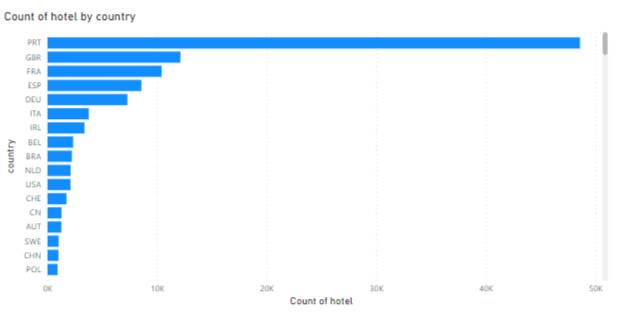 Count of hotel by country
country
PRT
GBR
FRA
ESP
DEU
ITA
IRL
BEL
BRA
NLD
USA
CHE
CN
AUT
SWE
CHN
POL
0K 10K 20K 30K 40K 50K
Count of hotel